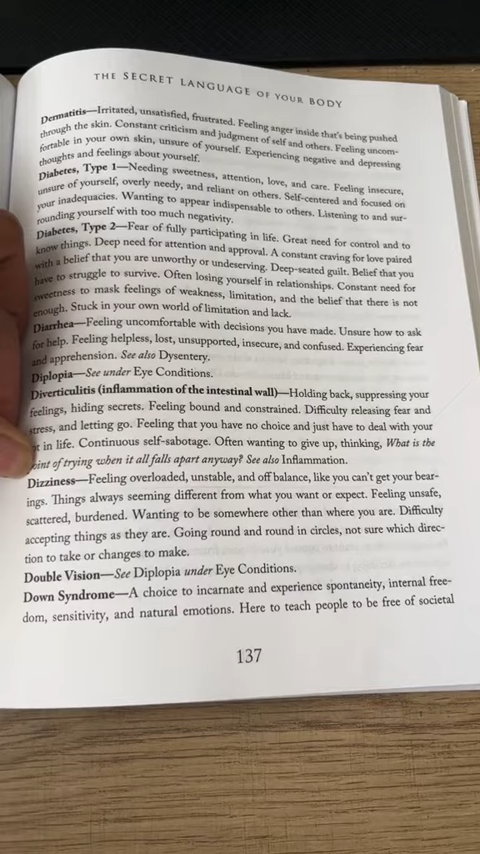 THE SECRET LANGUAGE OF YOUR BODY
Dermatitis—Irritated, unsatisfied, frustrated. Feeling anger inside that's being pushed
through the skin. Constant criticism and judgment of self and others. Feeling uncom-
fortable in your own skin, unsure of yourself. Experiencing negative and depressing
thoughts and feelings about yourself.
Diabetes, Type 1—Needing sweetness, attention, love, and care. Feeling insecure,
unsure of yourself, overly needy, and reliant on others. Self-centered and focused on
your inadequacies. Wanting to appear indispensable to others. Listening to and sur-
rounding yourself with too much negativity.
Diabetes, Type 2—Fear of fully participating in life. Great need for control and to
know things. Deep need for attention and approval. A constant craving for love paired
with a belief that you are unworthy or undeserving. Deep-seated guilt. Belief that you
have to struggle to survive. Often losing yourself in relationships. Constant need for
sweetness to mask feelings of weakness, limitation, and the belief that there is not
enough. Stuck in your own world of limitation and lack.
Diarrhea—Feeling uncomfortable with decisions you have made. Unsure how to ask
for help. Feeling helpless, lost, unsupported, insecure, and confused. Experiencing fear
and apprehension. See also Dysentery.
Diplopia—See under Eye Conditions.
Diverticulitis (inflammation of the intestinal wall)—Holding back, suppressing your
feelings, hiding secrets. Feeling bound and constrained. Difficulty releasing fear and
stress, and letting go. Feeling that you have no choice and just have to deal with your
in life. Continuous self-sabotage. Often wanting to give up, thinking, What is the
point of trying when it all falls apart anyway? See also Inflammation.
Dizziness—Feeling overloaded, unstable, and off balance, like you can't get your bear-
ings. Things always seeming different from what you want or expect. Feeling unsafe,
scattered, burdened. Wanting to be somewhere other than where you are. Difficulty
accepting things as they are. Going round and round in circles, not sure which direc-
tion to take or changes to make.
Double Vision—See Diplopia under Eye Conditions.
Down Syndrome—A choice to incarnate and experience spontaneity, internal free-
dom, sensitivity, and natural emotions. Here to teach people to be free of societal
137